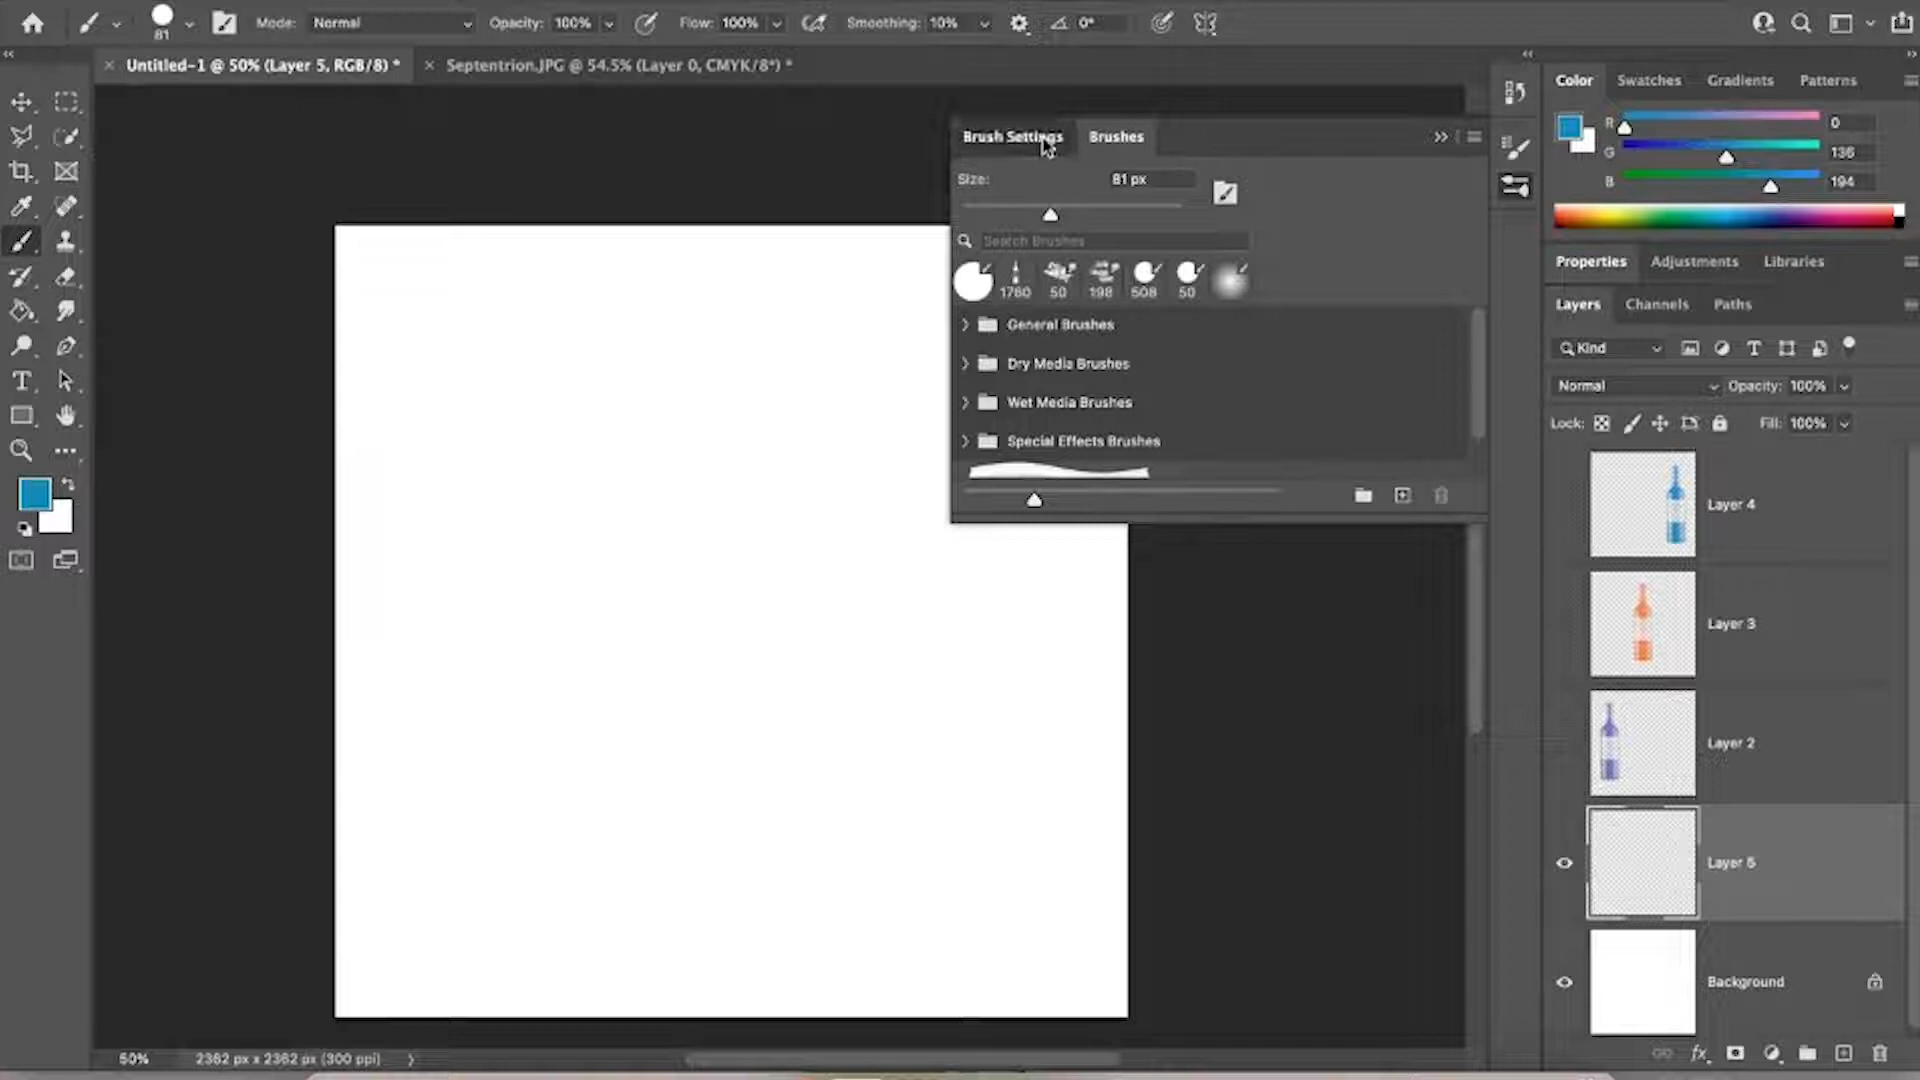 81
Mode: Normal
Opacity: 100%
Flow: 100%
Smoothing: 10%
0°
Untitled-1 @ 50% (Layer 5, RGB/8) *
Septentrion.JPG @ 54.5% (Layer 0, CMYK/8*) *
Brush Settings
Brushes
Size:
81 px
Search Brushes
1780
50
198
508
50
General Brushes
Dry Media Brushes
Wet Media Brushes
Special Effects Brushes
Color
Swatches
Gradients
Patterns
R
0
G
136
B
194
Properties
Adjustments
Libraries
Layers
Channels
Paths
Kind
Normal
Opacity: 100%
Lock:
Fill: 100%
Layer 4
Layer 3
Layer 2
Layer 5
Background
fx
50%
2362 px x 2362 px (300 ppi)